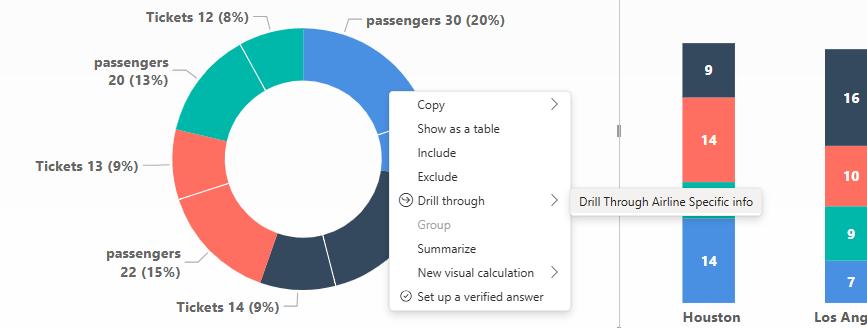 Tickets 12 (8%)
passengers 30 (20%)
passengers
20 (13%)
Tickets 13 (9%)
passengers
22 (15%)
Tickets 14 (9%)
Copy
Show as a table
Include
Exclude
Drill through
Drill Through Airline Specific info
Group
Summarize
New visual calculation
Set up a verified answer
9
14
14
Houston
16
10
9
7
Los Ang